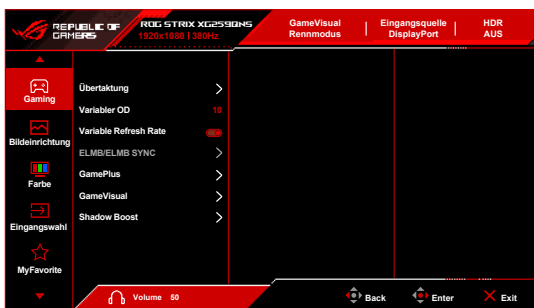 REPUBLIC OF
GAMERS
ROG STRIX XG259QNS
1920x1080 | 380Hz
GameVisual
Rennmodus
Eingangsquelle
DisplayPort
HDR
AUS
Gaming
Bildeinrichtung
Farbe
Eingangswahl
MyFavorite
Übertaktung
Variabler OD 10
Variable Refresh Rate
ELMB/ELMB SYNC
GamePlus
GameVisual
Shadow Boost
Volume 50
Back
Enter
Exit